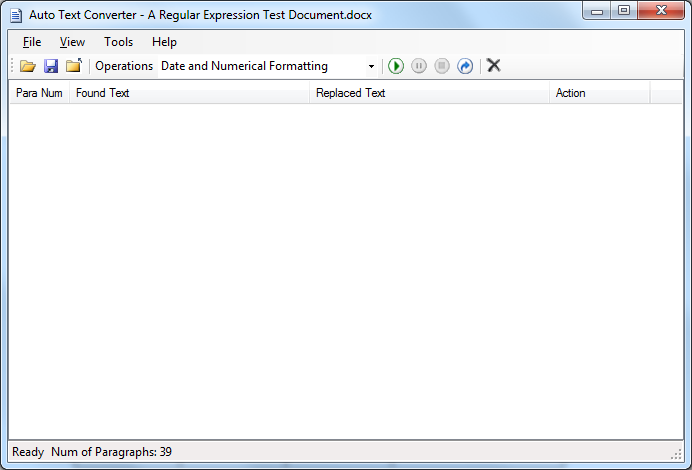 Auto Text Converter - A Regular Expression Test Document.docx
File View Tools Help
Operations Date and Numerical Formatting
Para Num Found Text Replaced Text Action
Ready Num of Paragraphs: 39